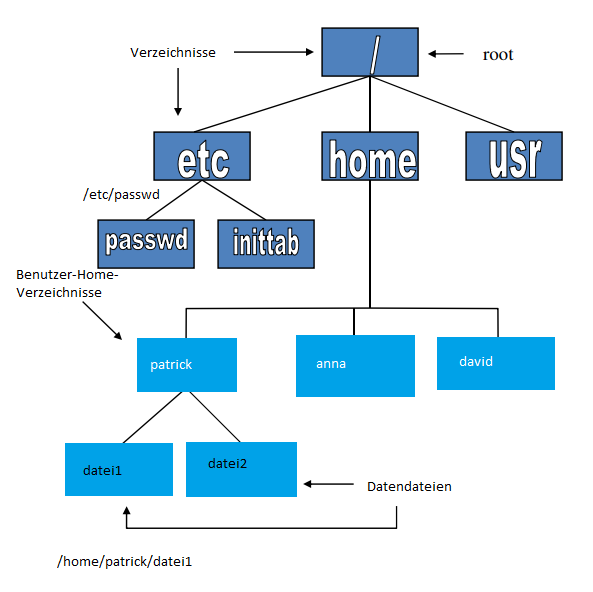 Verzeichnisse
/
root
etc
home
usr
/etc/passwd
passwd
inittab
Benutzer-Home-
Verzeichnisse
patrick
anna
david
datei1
datei2
Datendateien
/home/patrick/datei1